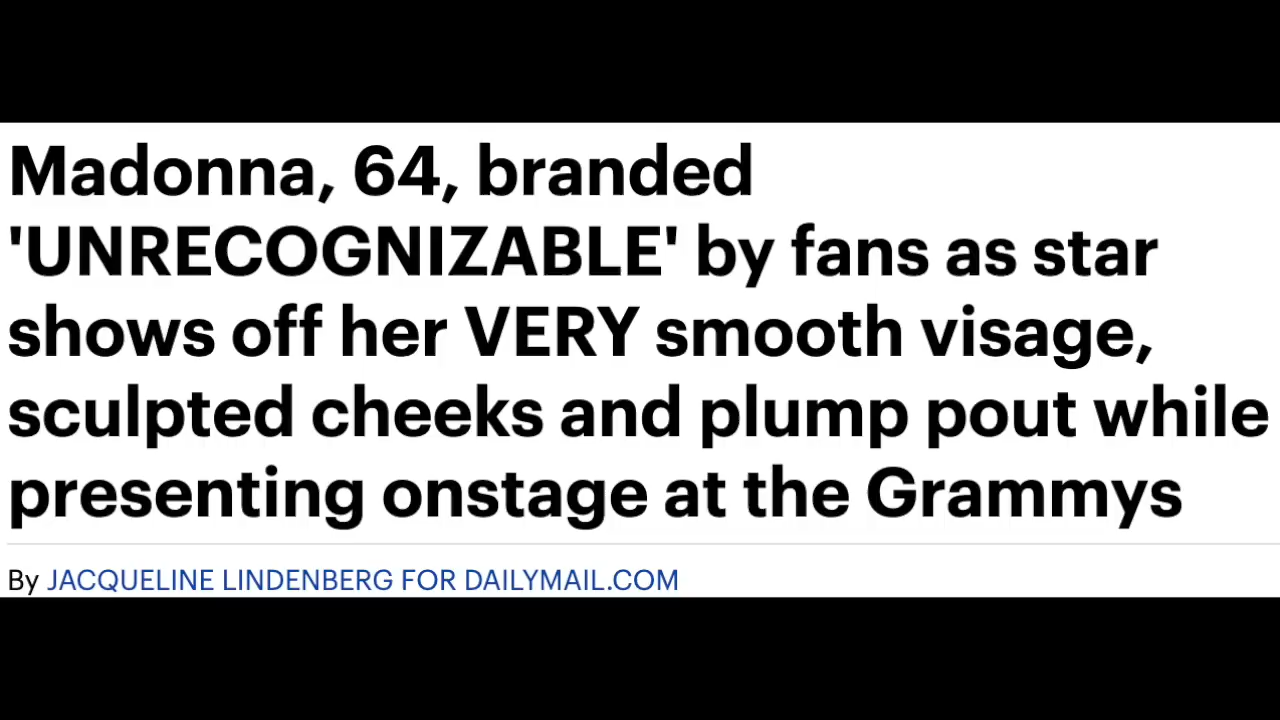 Madonna, 64, branded
'UNRECOGNIZABLE' by fans as star
shows off her VERY smooth visage,
sculpted cheeks and plump pout while
presenting onstage at the Grammys
By JACQUELINE LINDENBERG FOR DAILYMAIL.COM